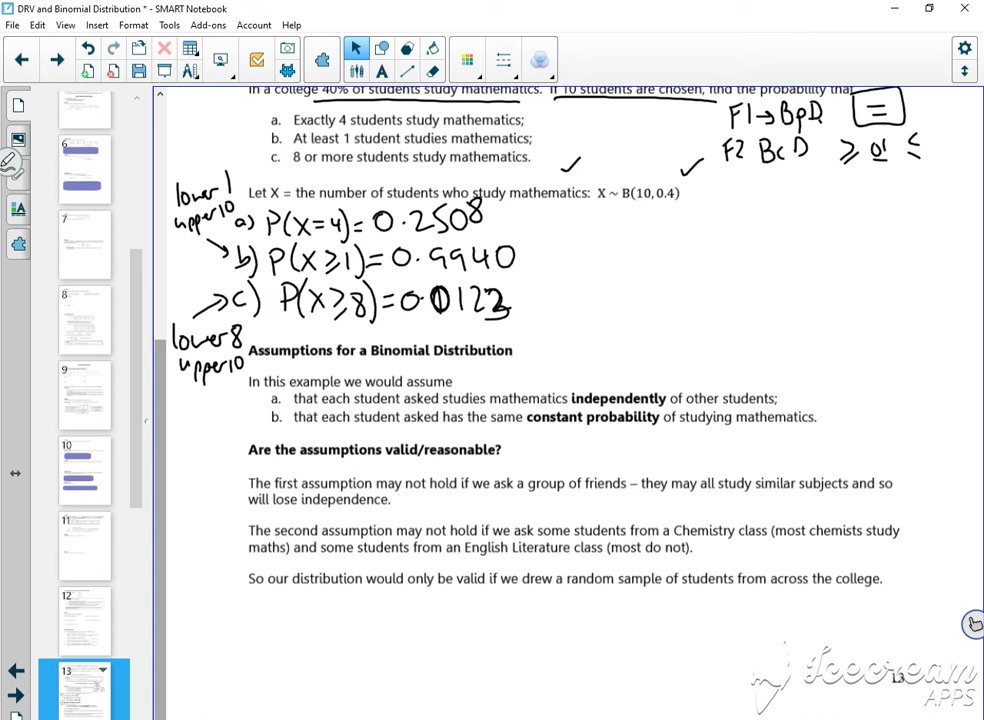 DRV and Binomial Distribution * - SMART Notebook
File Edit View Insert Format Tools Add-ons Account Help
In a college 40% of students study mathematics. If 10 students are chosen, find the probability that
F1→BpD =
a. Exactly 4 students study mathematics;
b. At least 1 student studies mathematics;
F2 BcD ≥ or ≤
c. 8 or more students study mathematics.
Let X = the number of students who study mathematics: X ~ B(10, 0.4)
lower 1
upper 10
a) P(X=4)=0.2508
b) P(X≥1)=0.9940
c) P(X≥8)=0.0123
lower 8
upper 10
Assumptions for a Binomial Distribution
In this example we would assume
a. that each student asked studies mathematics independently of other students;
b. that each student asked has the same constant probability of studying mathematics.
Are the assumptions valid/reasonable?
The first assumption may not hold if we ask a group of friends – they may all study similar subjects and so
will lose independence.
The second assumption may not hold if we ask some students from a Chemistry class (most chemists study
maths) and some students from an English Literature class (most do not).
So our distribution would only be valid if we drew a random sample of students from across the college.
13
Icecream
APPS
6
7
8
9
10
11
12
13